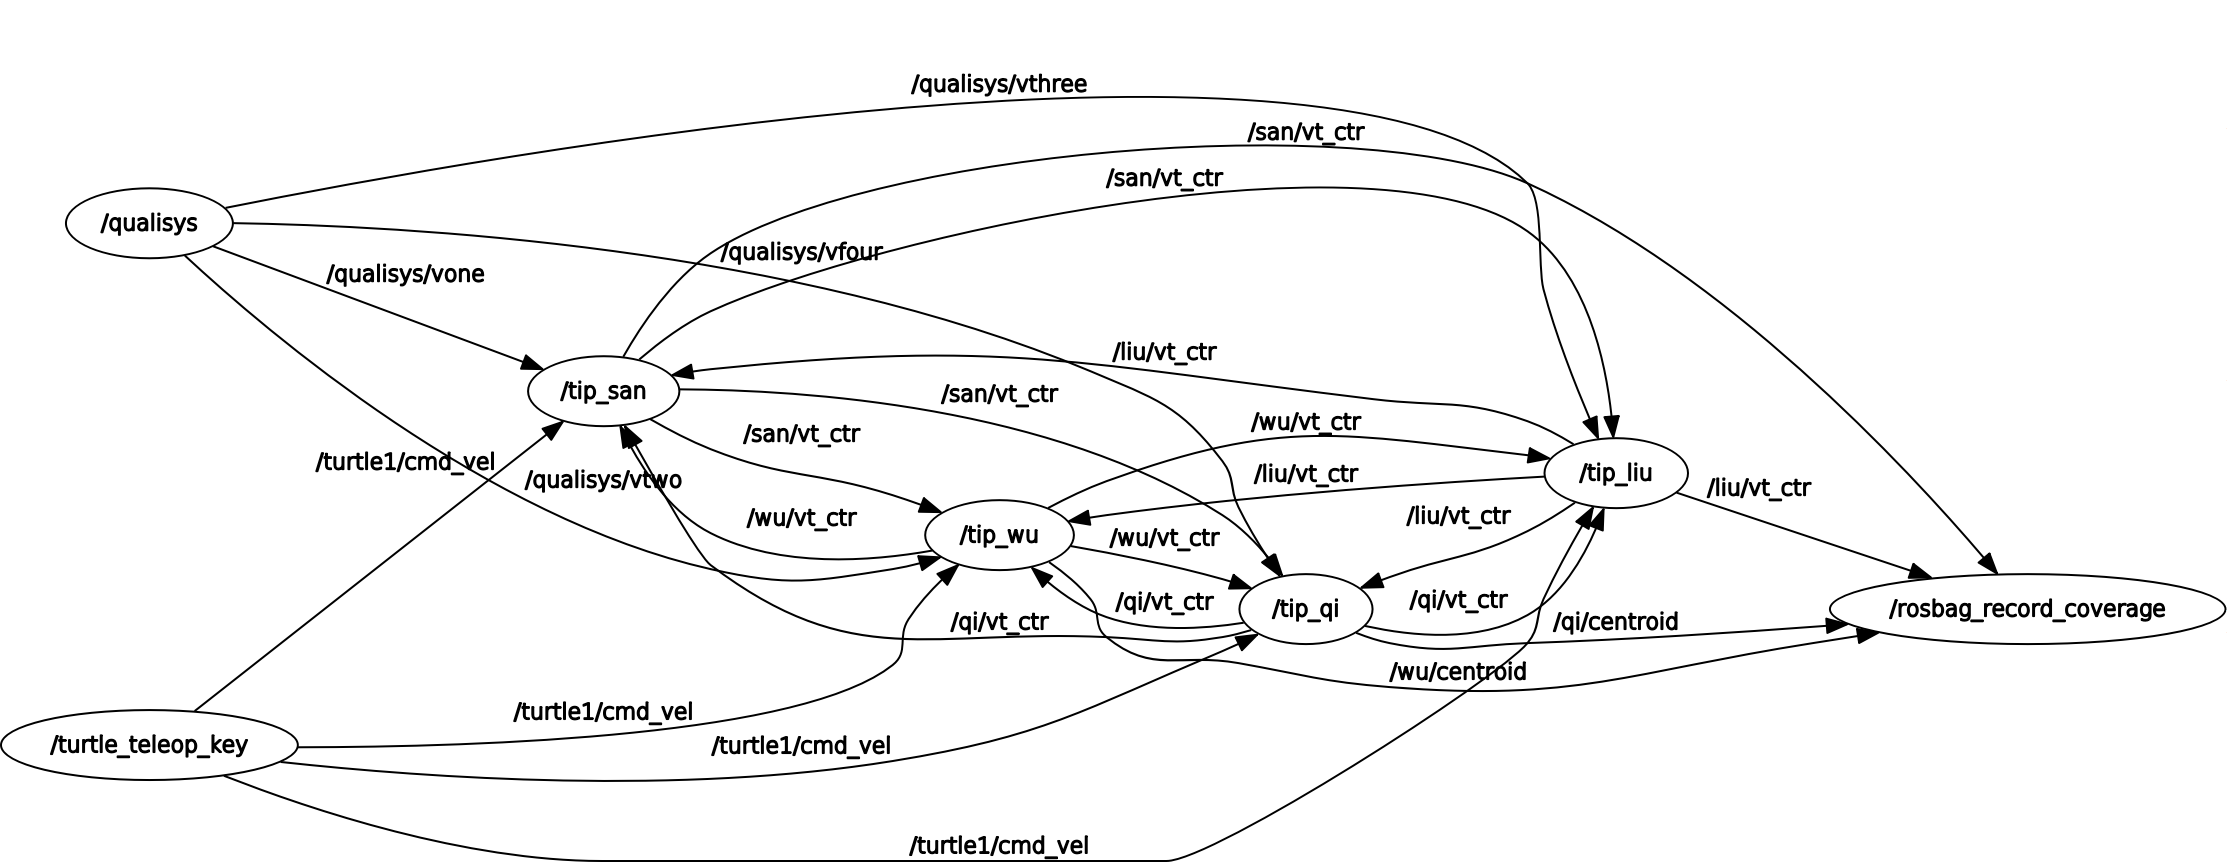 /qualisys/vthree
/san/vt_ctr
/san/vt_ctr
/qualisys
/qualisys/vfour
/qualisys/vone
/liu/vt_ctr
/tip_san
/san/vt_ctr
/wu/vt_ctr
/san/vt_ctr
/turtle1/cmd_vel
/qualisys/vtwo
/liu/vt_ctr
/tip_liu
/liu/vt_ctr
/wu/vt_ctr
/liu/vt_ctr
/tip_wu
/wu/vt_ctr
/qi/vt_ctr
/qi/vt_ctr
/tip_qi
/rosbag_record_coverage
/qi/vt_ctr
/qi/centroid
/wu/centroid
/turtle1/cmd_vel
/turtle_teleop_key
/turtle1/cmd_vel
/turtle1/cmd_vel